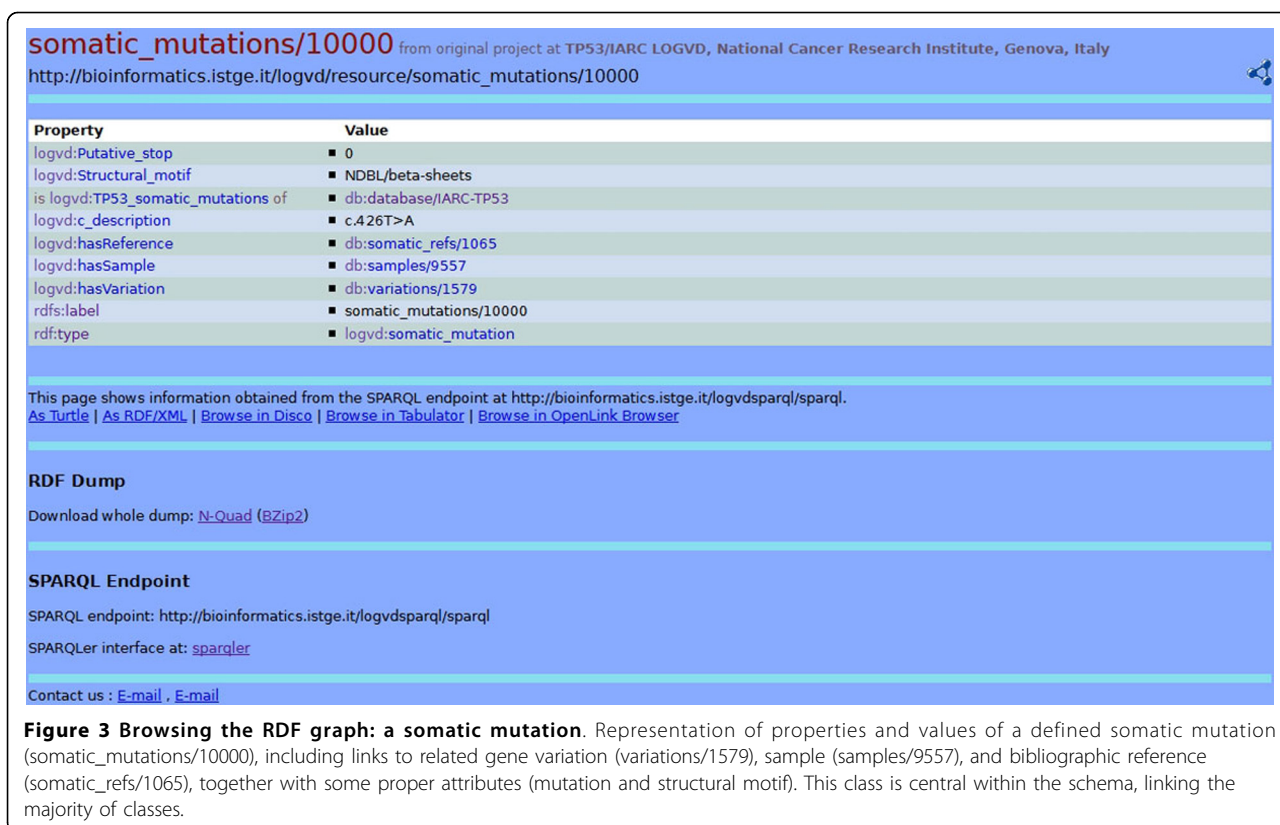 somatic_mutations/10000 from original project at TP53/IARC LOGVD, National Cancer Research Institute, Genova, Italy
http://bioinformatics.istge.it/logvd/resource/somatic_mutations/10000
Property Value
logvd:Putative_stop ■ 0
logvd:Structural_motif ■ NDBL/beta-sheets
is logvd:TP53_somatic_mutations of ■ db:database/IARC-TP53
logvd:c_description ■ c.426T>A
logvd:hasReference ■ db:somatic_refs/1065
logvd:hasSample ■ db:samples/9557
logvd:hasVariation ■ db:variations/1579
rdfs:label ■ somatic_mutations/10000
rdf:type ■ logvd:somatic_mutation
This page shows information obtained from the SPARQL endpoint at http://bioinformatics.istge.it/logvdsparql/sparql.
As Turtle | As RDF/XML | Browse in Disco | Browse in Tabulator | Browse in OpenLink Browser
RDF Dump
Download whole dump: N-Quad (BZip2)
SPARQL Endpoint
SPARQL endpoint: http://bioinformatics.istge.it/logvdsparql/sparql
SPARQLer interface at: sparqler
Contact us : E-mail , E-mail
Figure 3 Browsing the RDF graph: a somatic mutation. Representation of properties and values of a defined somatic mutation
(somatic_mutations/10000), including links to related gene variation (variations/1579), sample (samples/9557), and bibliographic reference
(somatic_refs/1065), together with some proper attributes (mutation and structural motif). This class is central within the schema, linking the
majority of classes.